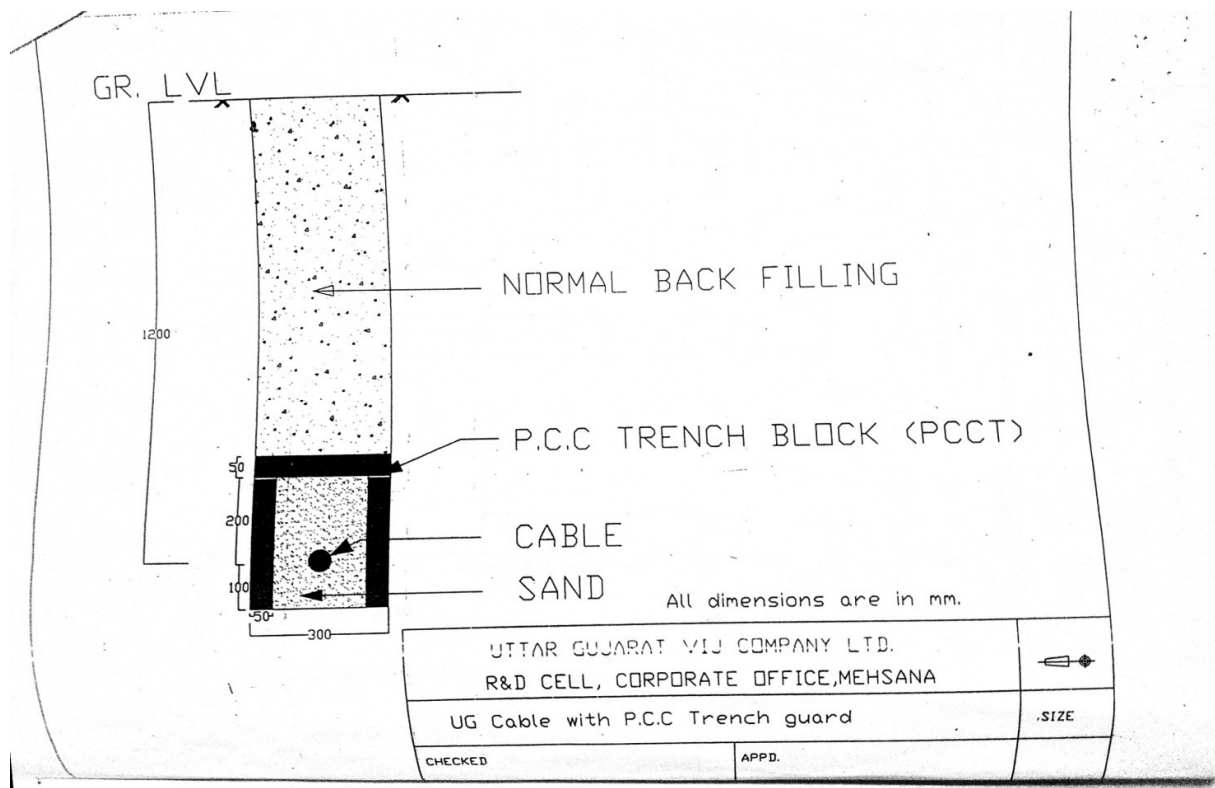 GR. LVL
1200
NORMAL BACK FILLING
P.C.C TRENCH BLOCK (PCCT)
50
200
CABLE
100
SAND
50
300
All dimensions are in mm.
UTTAR GUJARAT VIJ COMPANY LTD.
R&D CELL, CORPORATE OFFICE,MEHSANA
UG Cable with P.C.C Trench guard
.SIZE
CHECKED
APPD.